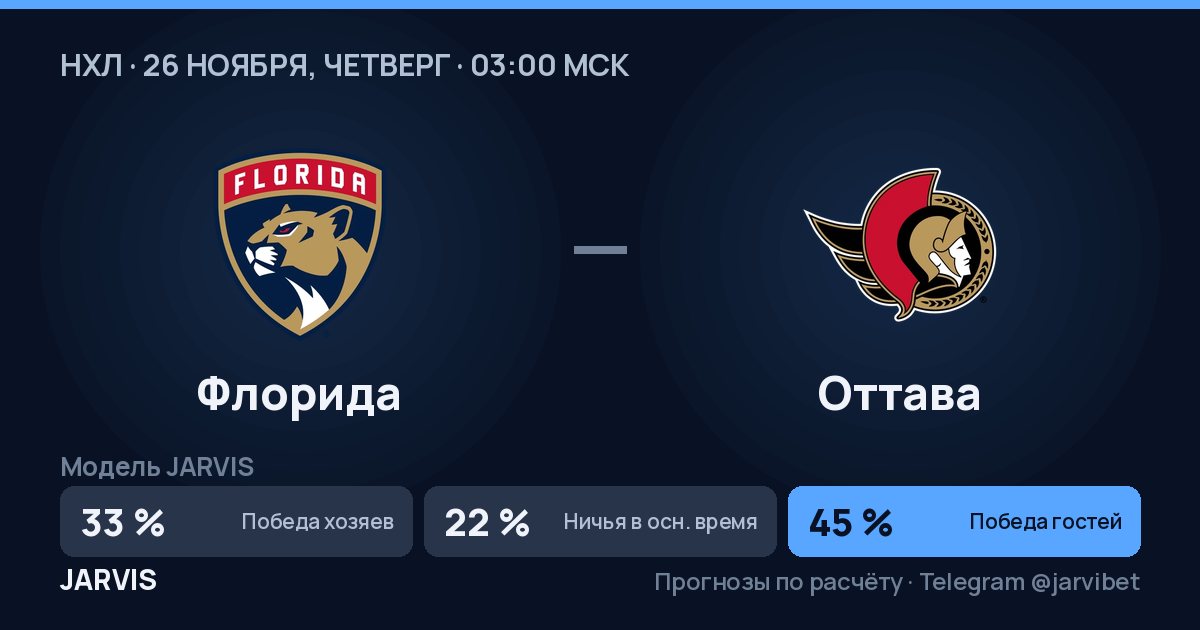 НХЛ · 26 НОЯБРЯ, ЧЕТВЕРГ · 03:00 МСК
FLORIDA
—
Флорида
Оттава
Модель JARVIS
33 % Победа хозяев
22 % Ничья в осн. время
45 % Победа гостей
JARVIS
Прогнозы по расчёту · Telegram @jarvibet